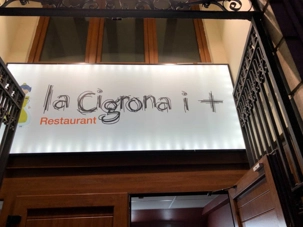 la Cigrona i +
Restaurant